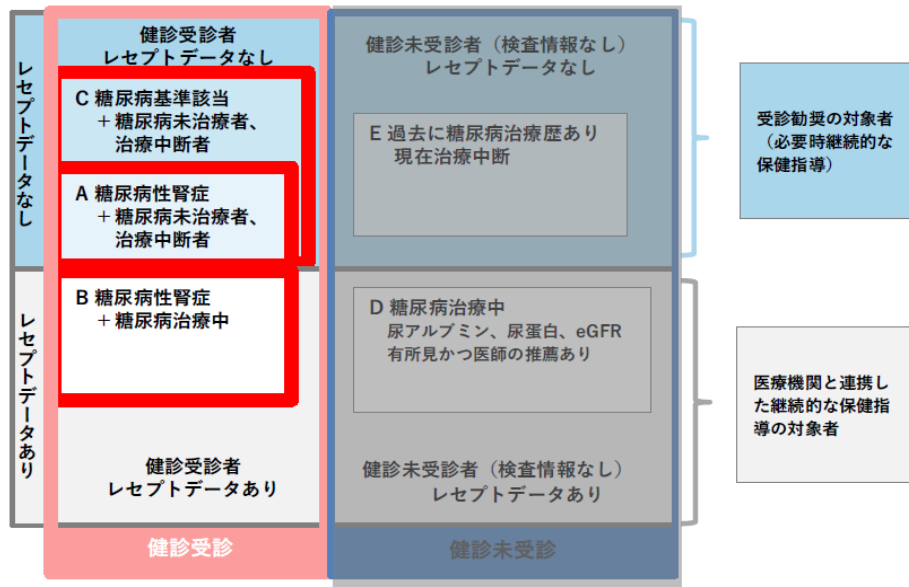 レセプトデータなし
健診受診者
レセプトデータなし
C 糖尿病基準該当
＋糖尿病未治療者、
治療中断者
A 糖尿病性腎症
＋糖尿病未治療者、
治療中断者
レセプトデータあり
B 糖尿病性腎症
＋糖尿病治療中
健診受診者
レセプトデータあり
健診受診
健診未受診者（検査情報なし）
レセプトデータなし
E 過去に糖尿病治療歴あり
現在治療中断
D 糖尿病治療中
尿アルブミン、尿蛋白、eGFR
有所見かつ医師の推薦あり
健診未受診者（検査情報なし）
レセプトデータあり
健診未受診
受診勧奨の対象者
（必要時継続的な
保健指導）
医療機関と連携し
た継続的な保健指
導の対象者